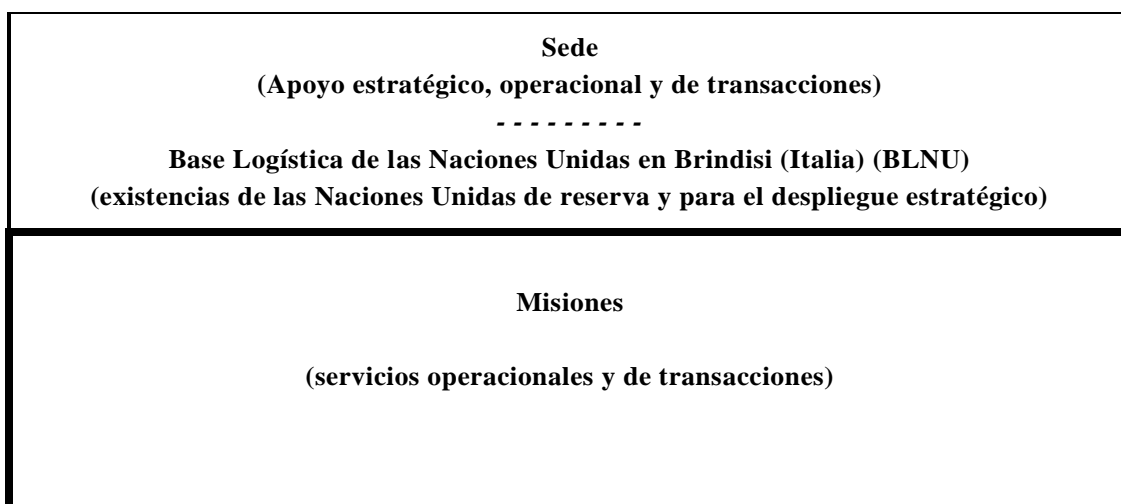 Sede
(Apoyo estratégico, operacional y de transacciones)
- - - - - - - - -
Base Logística de las Naciones Unidas en Brindisi (Italia) (BLNU)
(existencias de las Naciones Unidas de reserva y para el despliegue estratégico)
Misiones
(servicios operacionales y de transacciones)